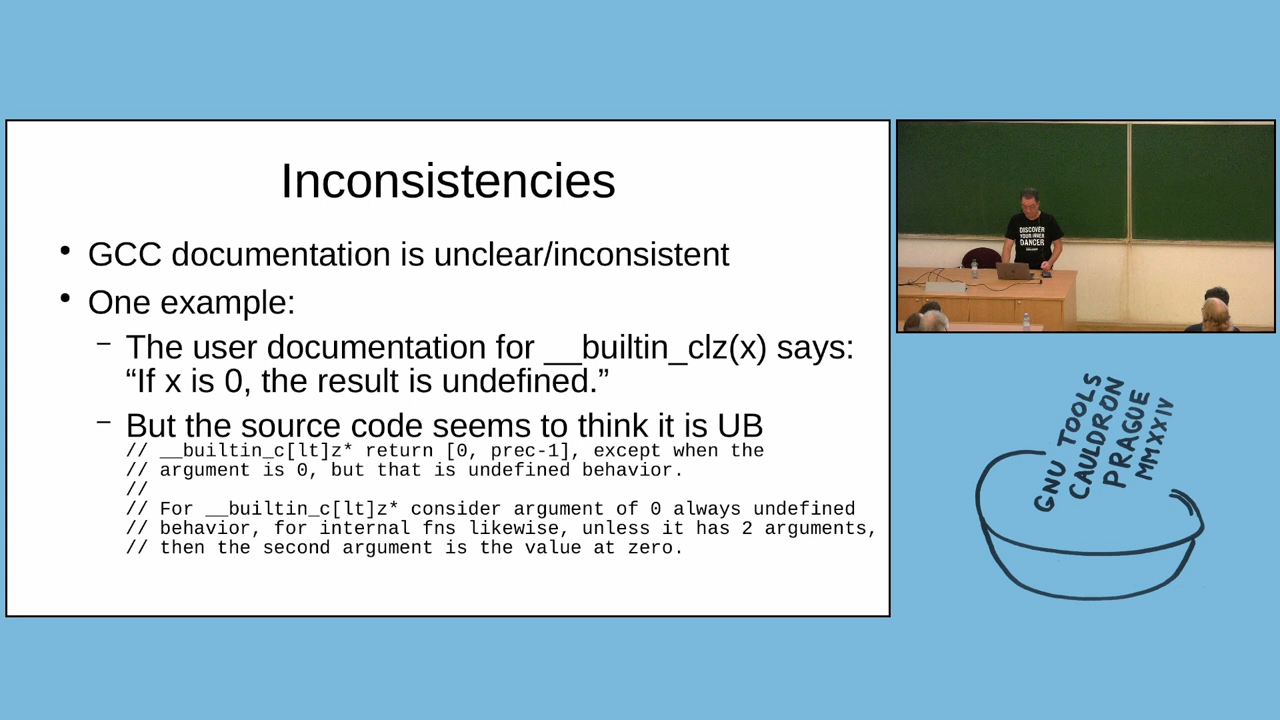 Inconsistencies
• GCC documentation is unclear/inconsistent
• One example:
– The user documentation for __builtin_clz(x) says:
“If x is 0, the result is undefined.”
– But the source code seems to think it is UB
// __builtin_c[lt]z* return [0, prec-1], except when the
// argument is 0, but that is undefined behavior.
//
// For __builtin_c[lt]z* consider argument of 0 always undefined
// behavior, for internal fns likewise, unless it has 2 arguments,
// then the second argument is the value at zero.
DISCOVER
YOUR INNER
DANCER
GNU TOOLS
CAULDRON
PRAGUE
MMXXIV